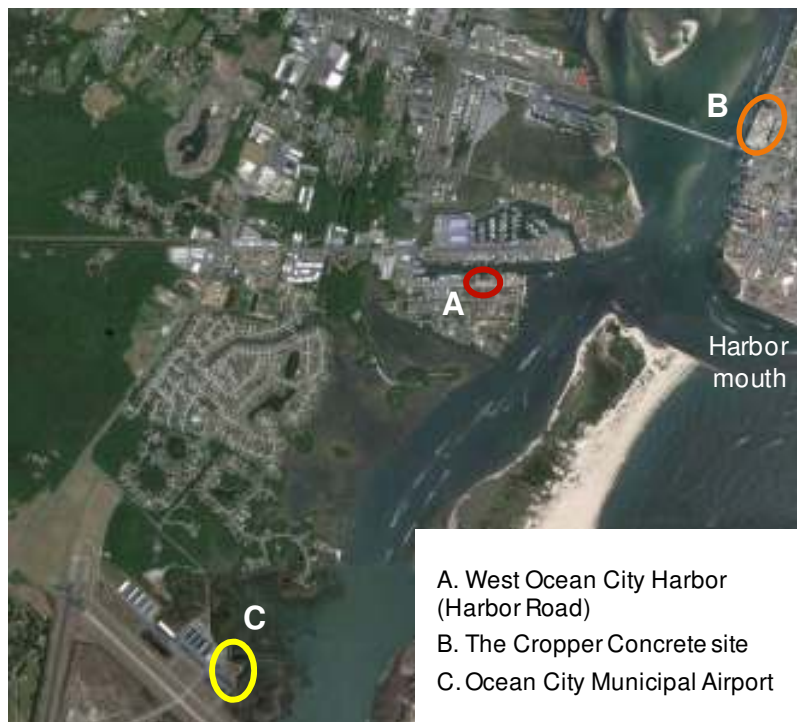 B
A
Harbor
mouth
C
A. West Ocean City Harbor
(Harbor Road)
B. The Cropper Concrete site
C. Ocean City Municipal Airport